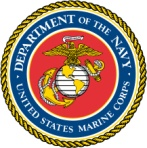 DEPARTMENT OF THE NAVY
UNITED STATES MARINE CORPS